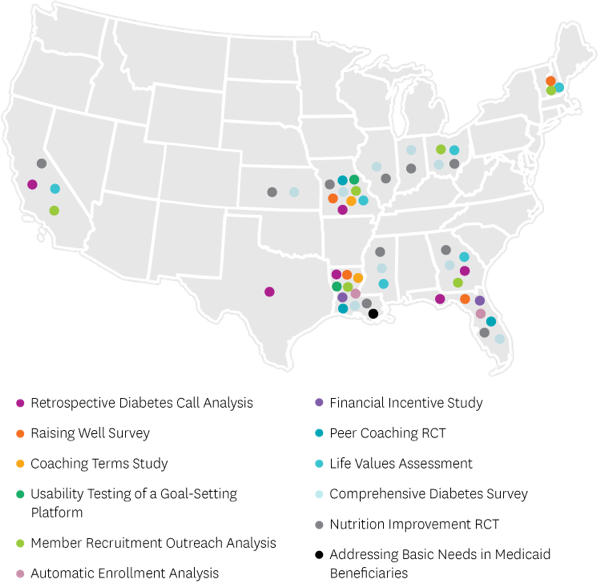 Retrospective Diabetes Call Analysis
Raising Well Survey
Coaching Terms Study
Usability Testing of a Goal-Setting
Platform
Member Recruitment Outreach Analysis
Automatic Enrollment Analysis
Financial Incentive Study
Peer Coaching RCT
Life Values Assessment
Comprehensive Diabetes Survey
Nutrition Improvement RCT
Addressing Basic Needs in Medicaid
Beneficiaries